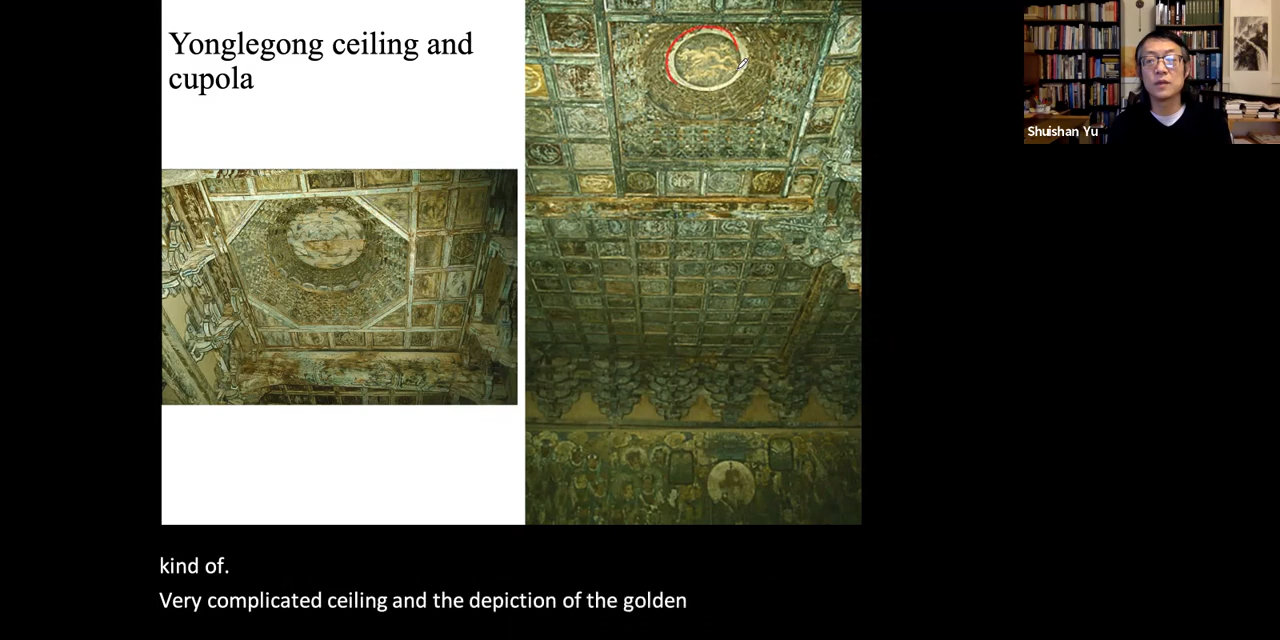 Yonglegong ceiling and
cupola
Shuishan Yu
kind of.
Very complicated ceiling and the depiction of the golden